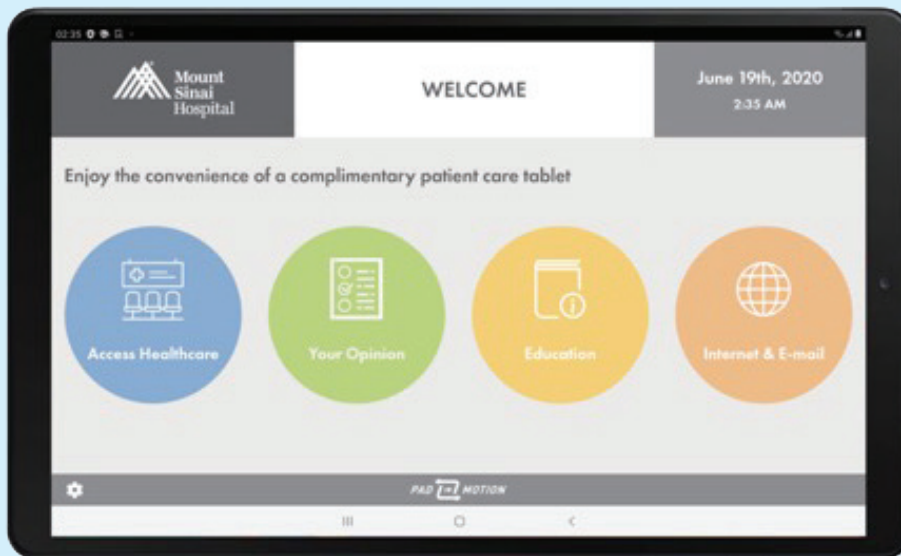 02:35
Mount
Sinai
Hospital
WELCOME
June 19th, 2020
2:35 AM
Enjoy the convenience of a complimentary patient care tablet
Access Healthcare
Your Opinion
Education
Internet & E-mail
PAD IN MOTION